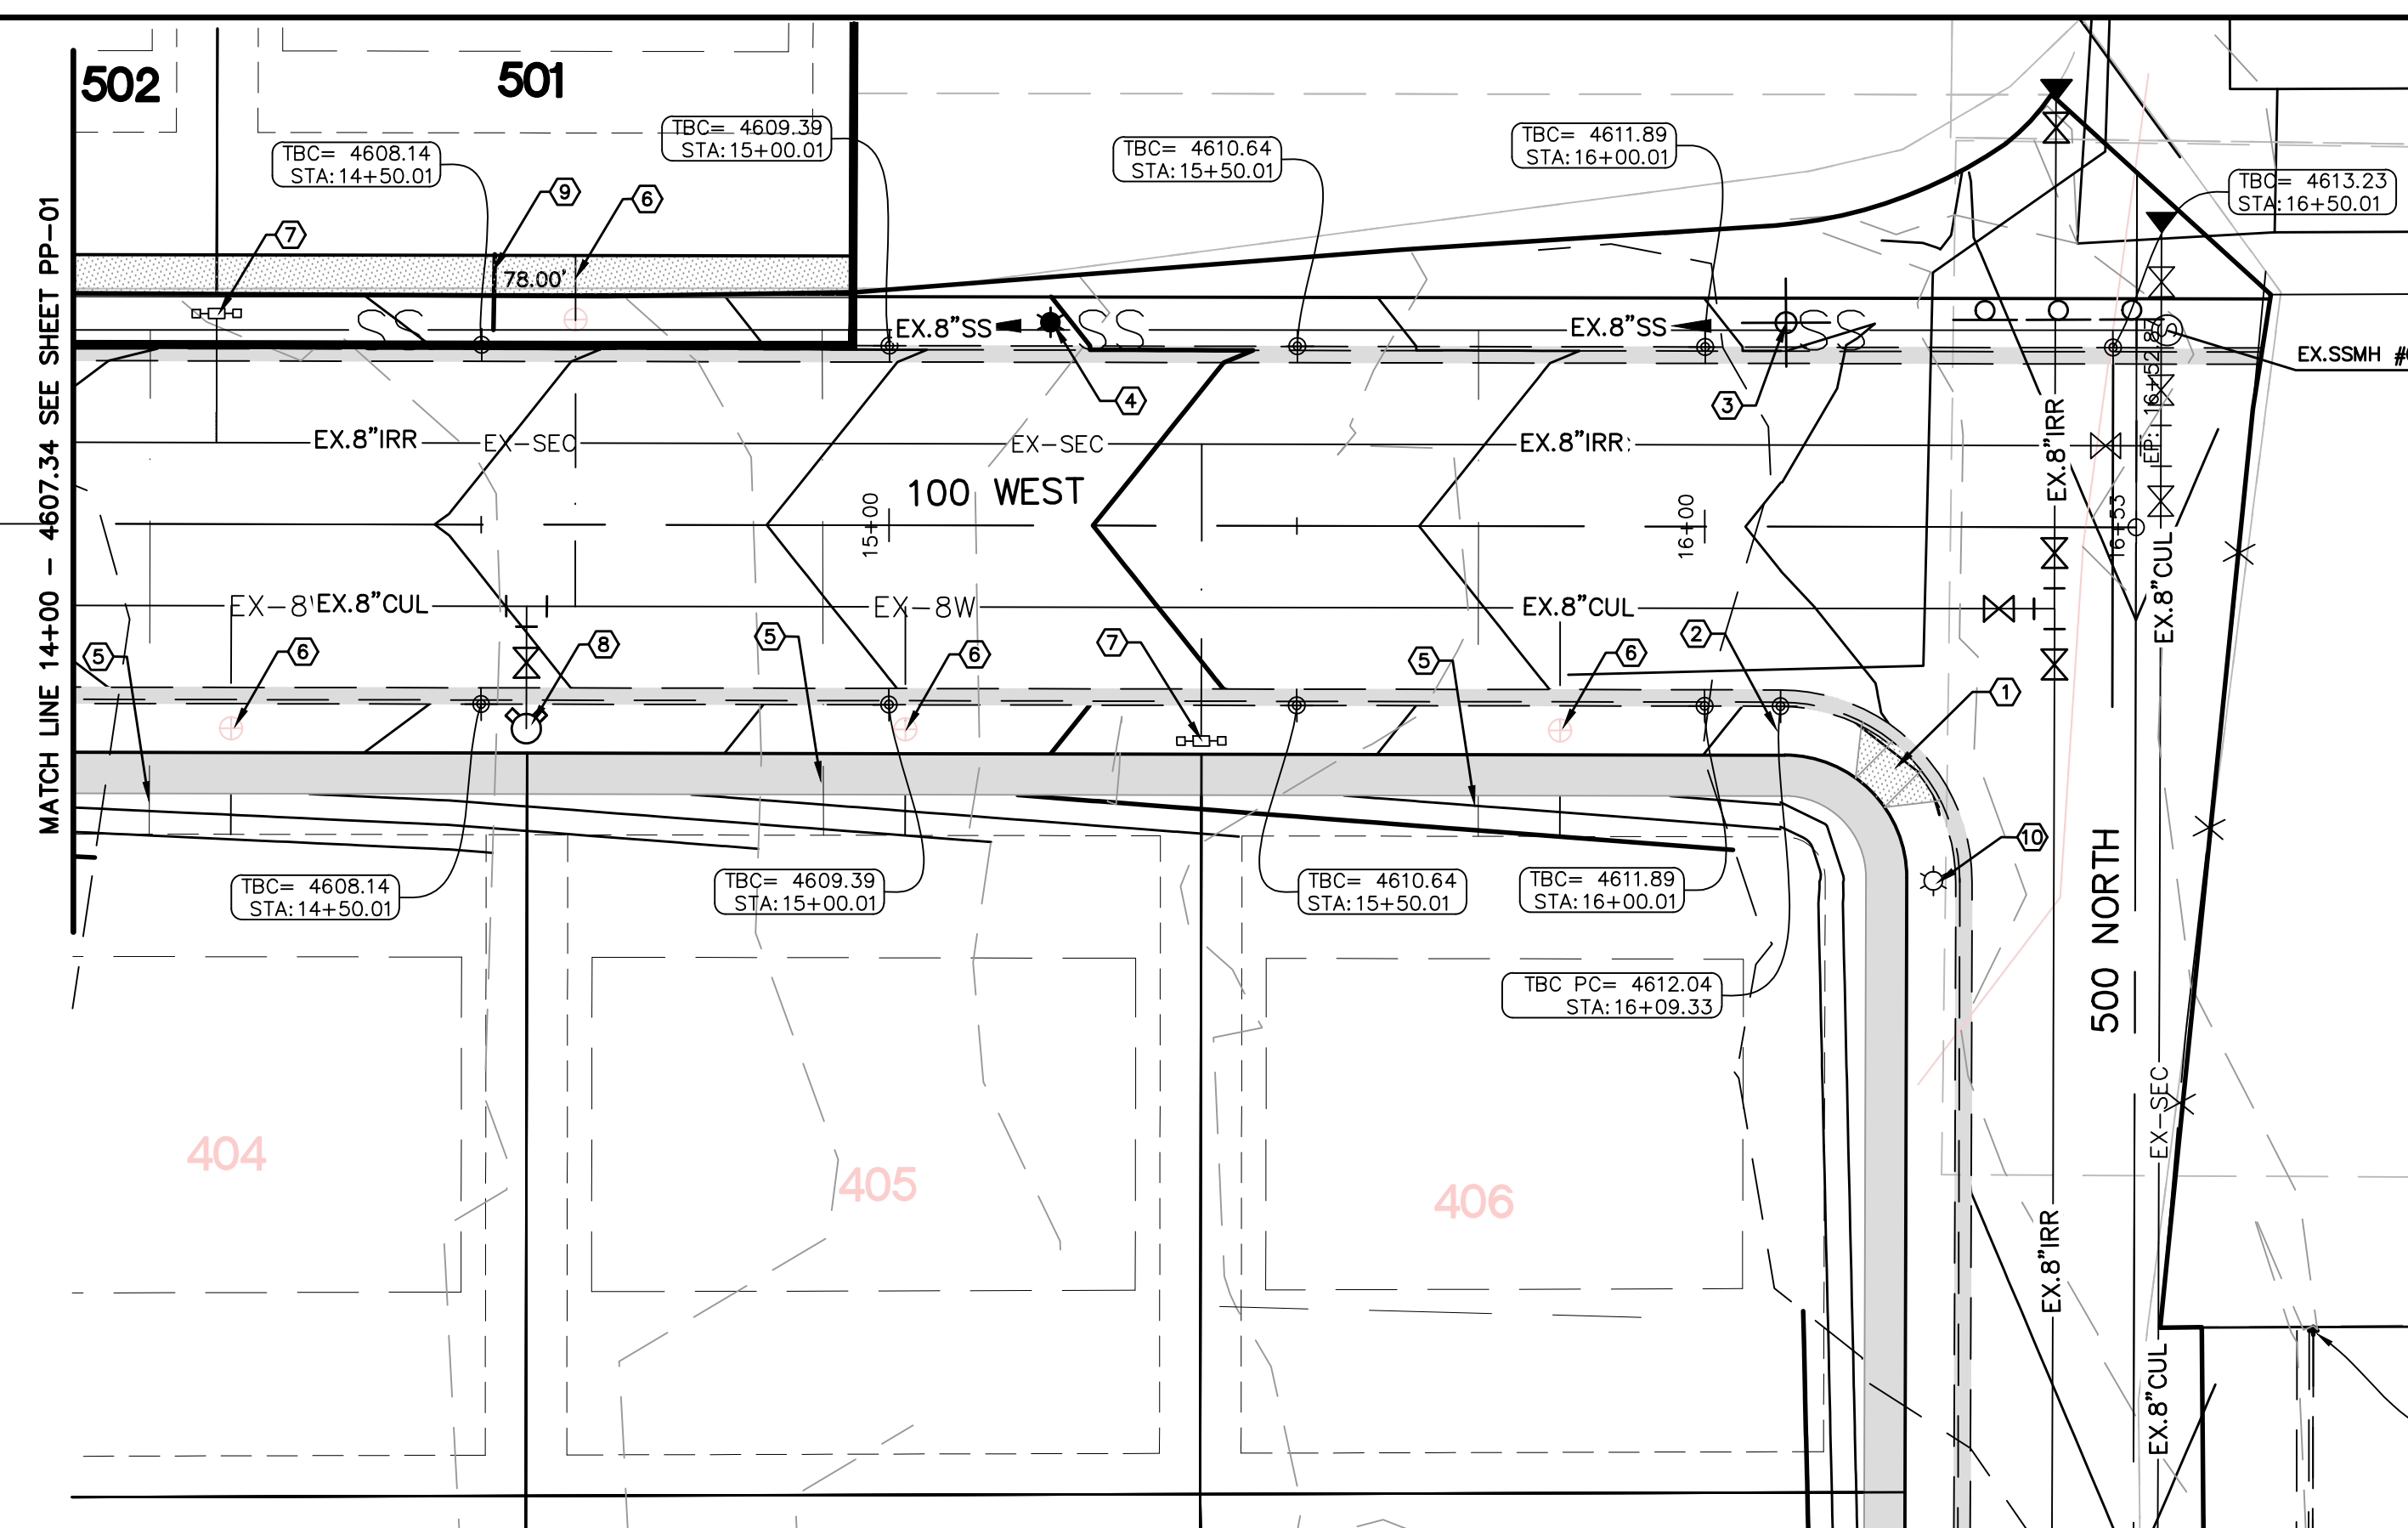 502
501
TBC= 4609.39
STA:15+00.01
TBC= 4608.14
STA:14+50.01
TBC= 4610.64
STA:15+50.01
TBC= 4611.89
STA:16+00.01
TBC= 4613.23
STA:16+50.01
9
6
7
78.00'
MATCH LINE 14+00 - 4607.34 SEE SHEET PP-01
SS
EX.8"SS
SS
EX.8"SS
SS
S
EX.SSMH
4
3
EP: 16+52.87
EX.8"IRR
EX-SEC
EX-SEC
EX.8"IRR
EX.8"IRR
100 WEST
15+00
16+00
16+53
EX.8"CUL
EX-8
EX.8"CUL
EX-8W
EX.8"CUL
5
6
8
5
6
7
5
6
2
1
10
TBC= 4608.14
STA:14+50.01
TBC= 4609.39
STA:15+00.01
TBC= 4610.64
STA:15+50.01
TBC= 4611.89
STA:16+00.01
TBC PC= 4612.04
STA:16+09.33
500 NORTH
EX-SEC
404
405
406
EX.8"IRR
EX.8"CUL